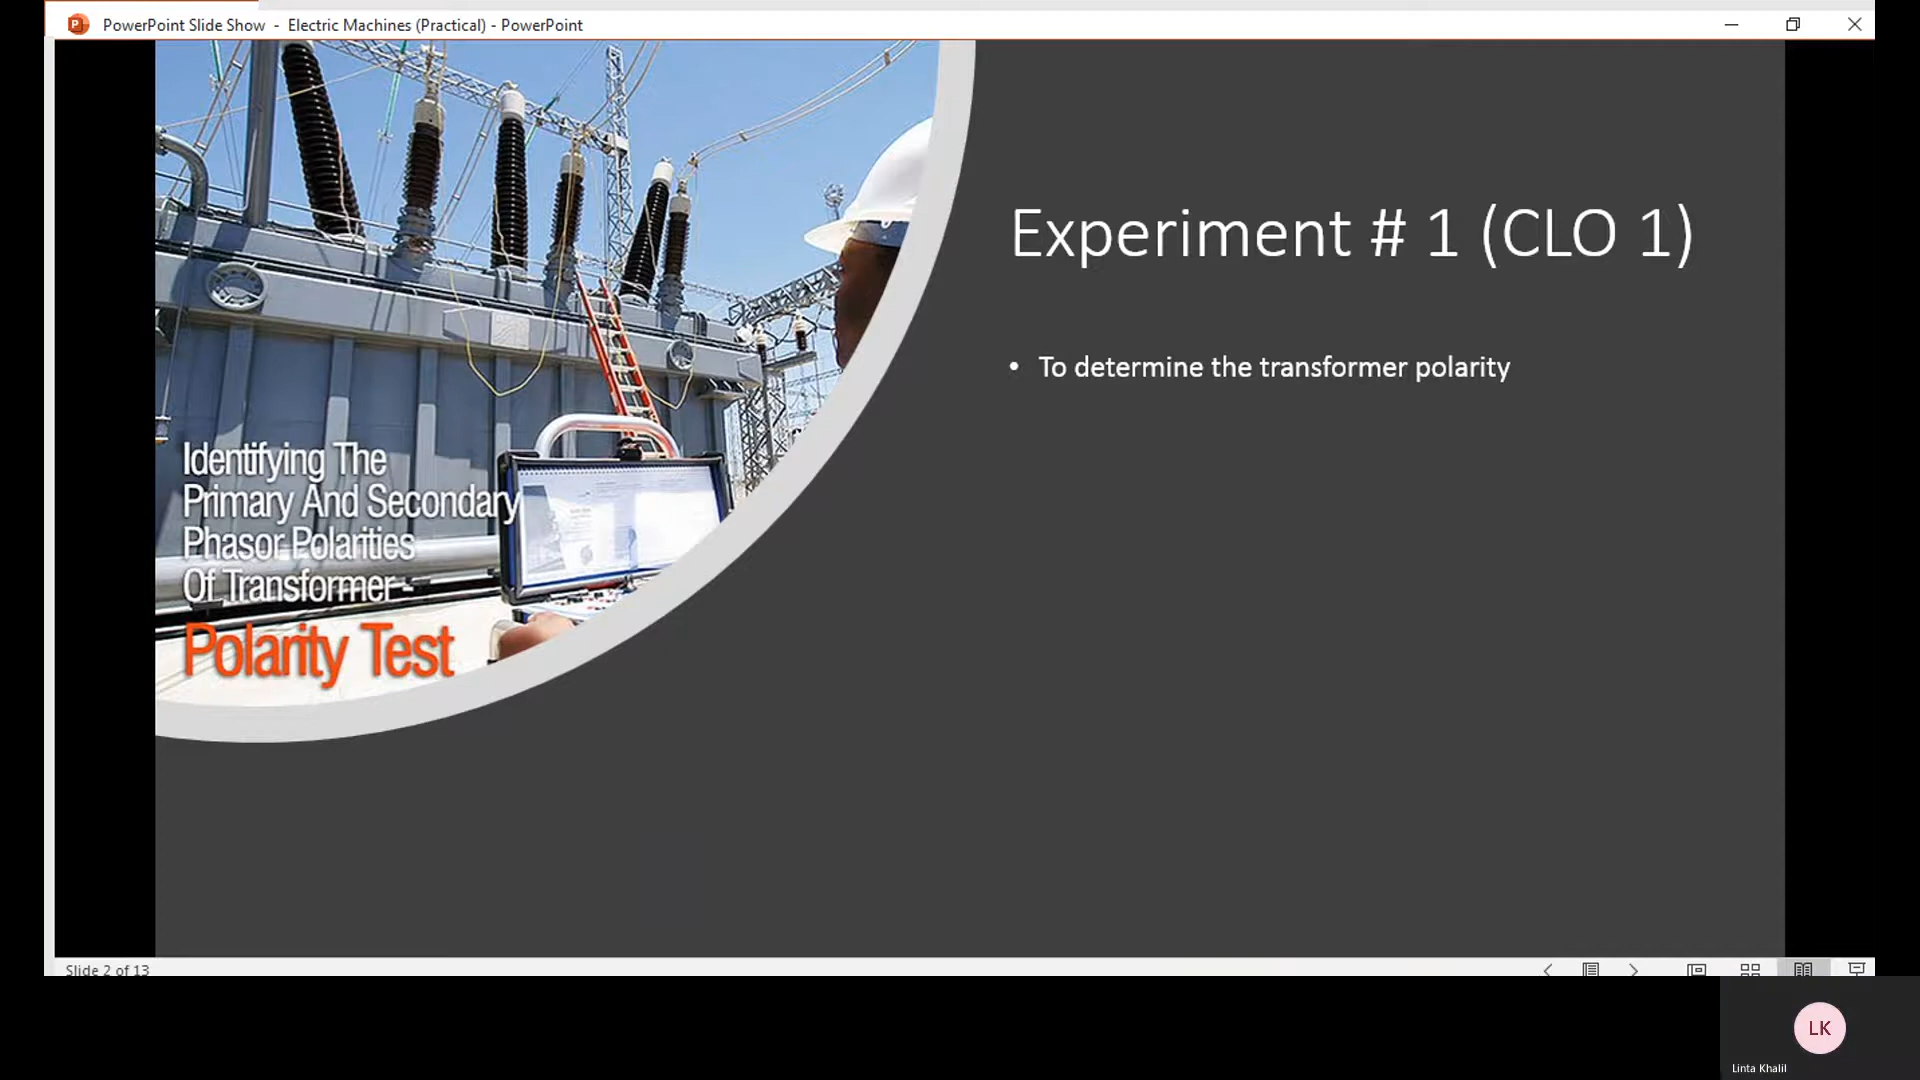 PowerPoint Slide Show - Electric Machines (Practical) - PowerPoint
Experiment # 1 (CLO 1)
• To determine the transformer polarity
Identifying The
Primary And Secondary
Phasor Polarities
Of Transformer -
Polarity Test
Slide 2 of 13
LK
Linta Khalil